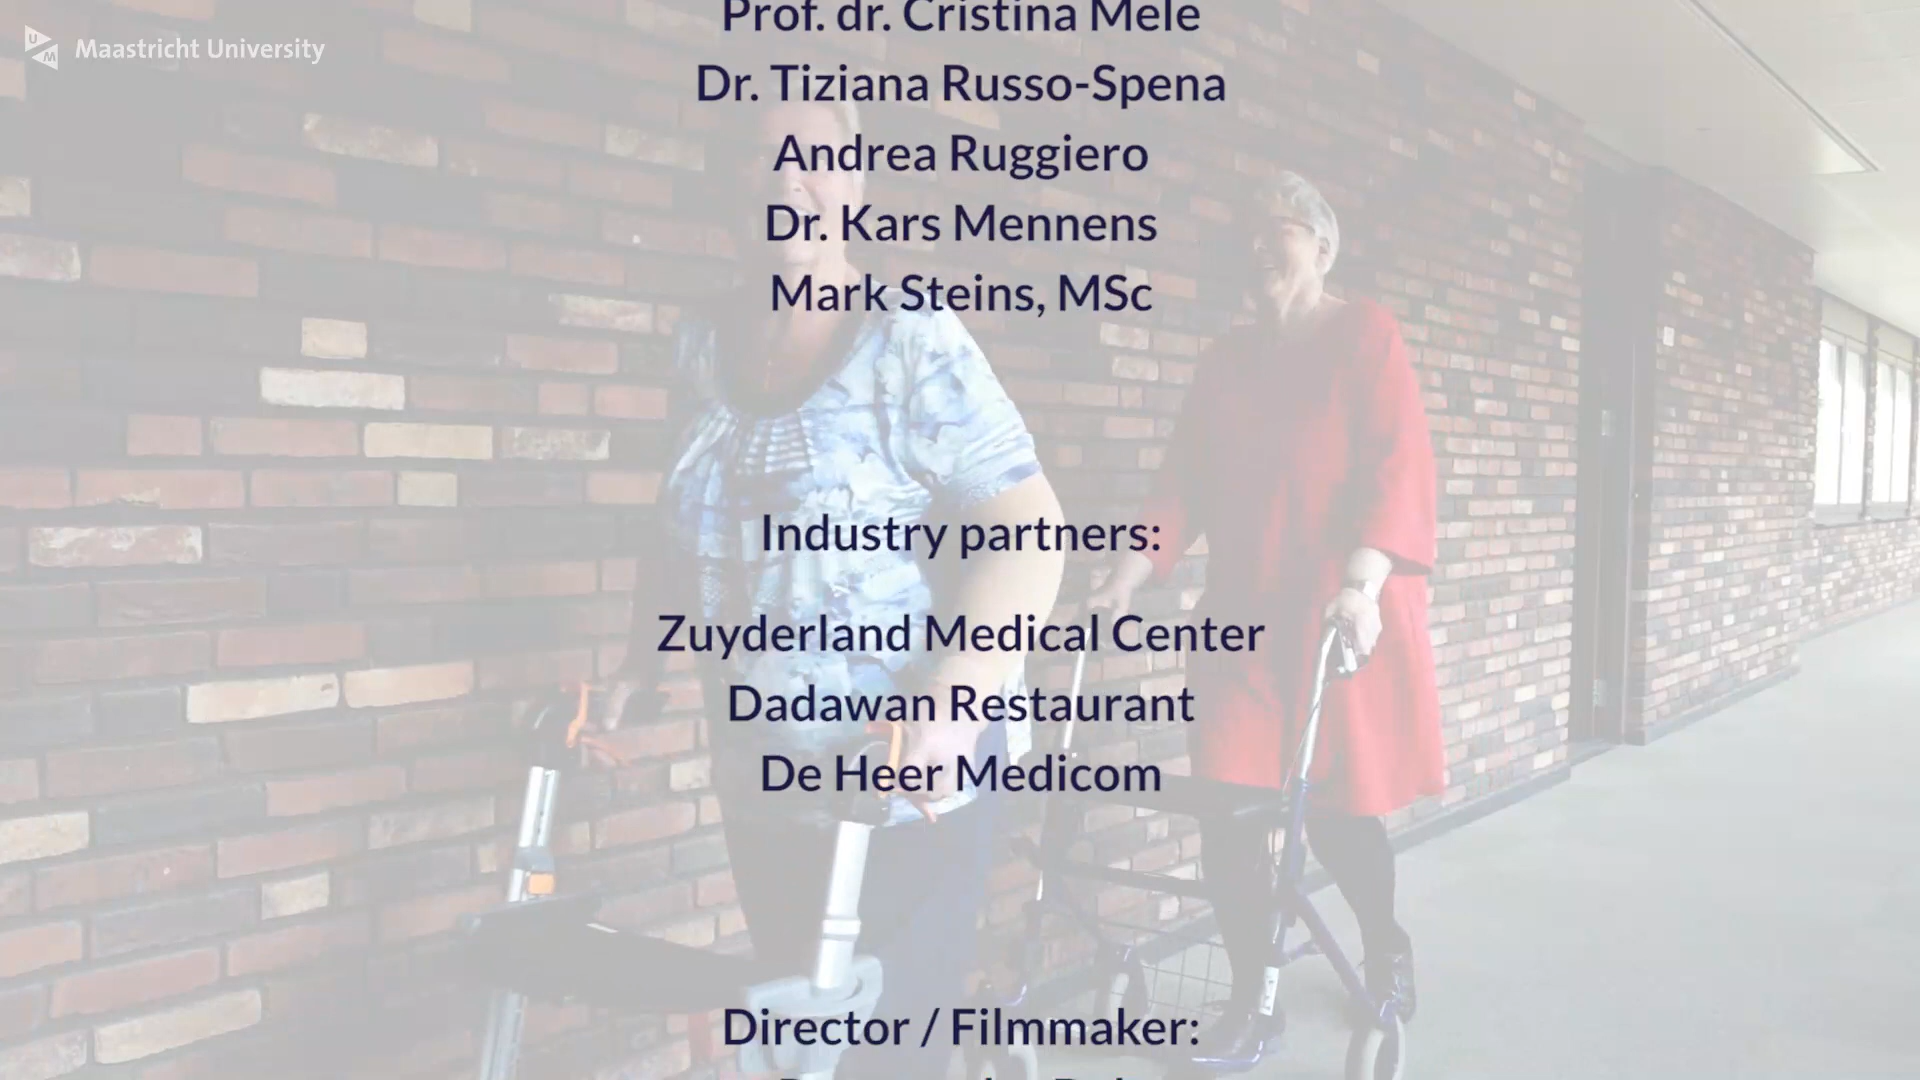 Maastricht University
Prof. dr. Cristina Mele
Dr. Tiziana Russo-Spena
Andrea Ruggiero
Dr. Kars Mennens
Mark Steins, MSc
Industry partners:
Zuyderland Medical Center
Dadawan Restaurant
De Heer Medicom
Director / Filmmaker: